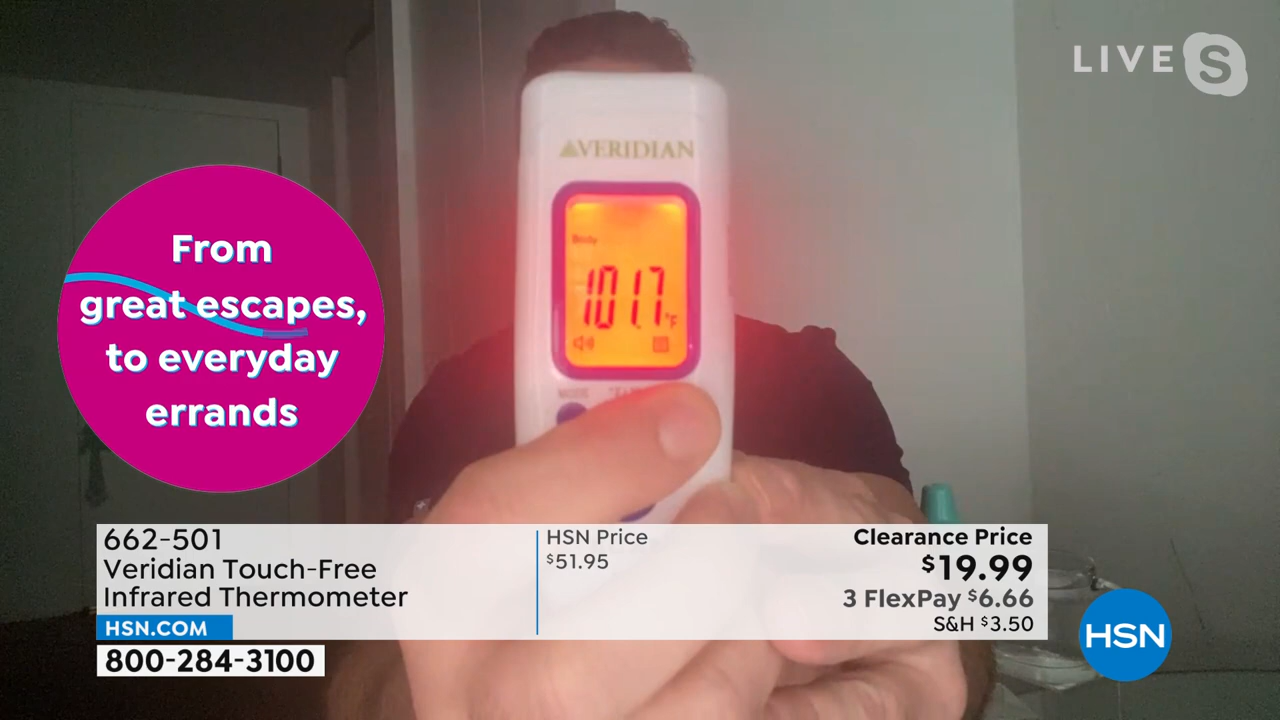 LIVE S
VERIDIAN
Body
101.7 °F
MODE
From
great escapes,
to everyday
errands
662-501
Veridian Touch-Free
Infrared Thermometer
HSN.COM
800-284-3100
HSN Price
$51.95
Clearance Price
$19.99
3 FlexPay $6.66
S&H $3.50
HSN